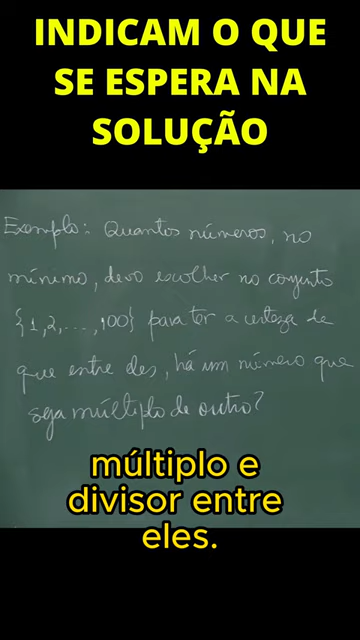 INDICAM O QUE
SE ESPERA NA
SOLUÇÃO
Exemplo: Quantos números, no
mínimo, devo escolher no conjunto
{1,2,...,100} para ter a certeza de
que entre eles, há um número que
seja múltiplo de outro?
múltiplo e
divisor entre
eles.